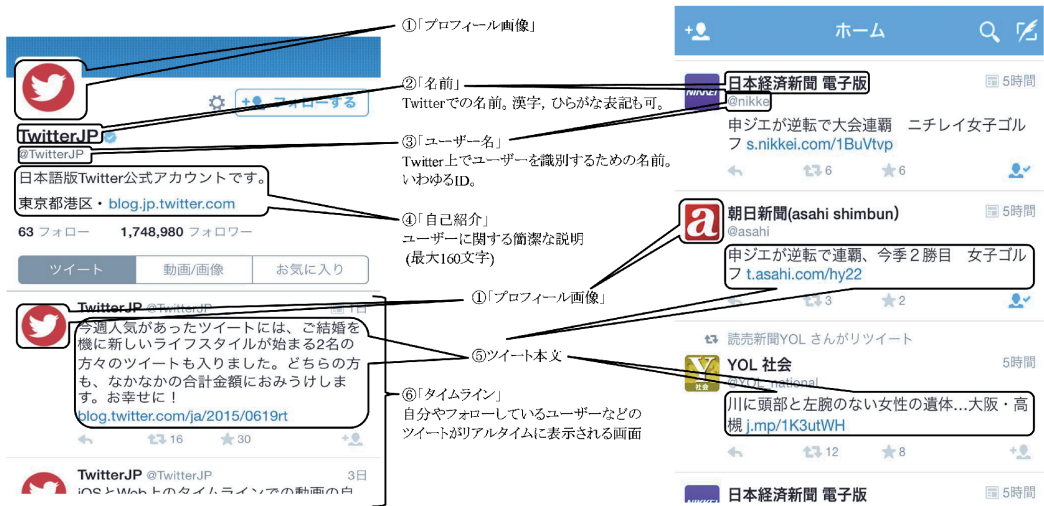 ①「プロフィール画像」
②「名前」
Twitterでの名前。漢字，ひらがな表記も可。
③「ユーザー名」
Twitter上でユーザーを識別するための名前。
いわゆるID。
④「自己紹介」
ユーザーに関する簡潔な説明
(最大160文字)
①「プロフィール画像」
⑤ツイート本文
⑥「タイムライン」
自分やフォローしているユーザーなどの
ツイートがリアルタイムに表示される画面
フォローする
TwitterJP
@TwitterJP
日本語版Twitter公式アカウントです。
東京都港区・blog.jp.twitter.com
63 フォロー 1,748,980 フォロワー
ツイート 動画/画像 お気に入り
TwitterJP @TwitterJP 1日
今週人気があったツイートには、ご結婚を
機に新しいライフスタイルが始まる2名の
方々のツイートも入りました。どちらの方
も、なかなかの合計金額におみうけしま
す。お幸せに！
blog.twitter.com/ja/2015/0619rt
16 30
TwitterJP @TwitterJP 3日
iOSとWeb上のタイムラインでの動画の自
ホーム
NIKKEI
日本経済新聞 電子版 5時間
@nikke
申ジエが逆転で大会連覇　ニチレイ女子ゴル
フ s.nikkei.com/1BuVtvp
6 6
a
朝日新聞(asahi shimbun) 5時間
@asahi
申ジエが逆転で連覇、今季２勝目　女子ゴル
フ t.asahi.com/hy22
3 2
読売新聞YOL さんがリツイート
Y
社会
YOL 社会 5時間
@YOL_national
川に頭部と左腕のない女性の遺体…大阪・高
槻 j.mp/1K3utWH
12 8
NIKKEI
日本経済新聞 電子版 5時間